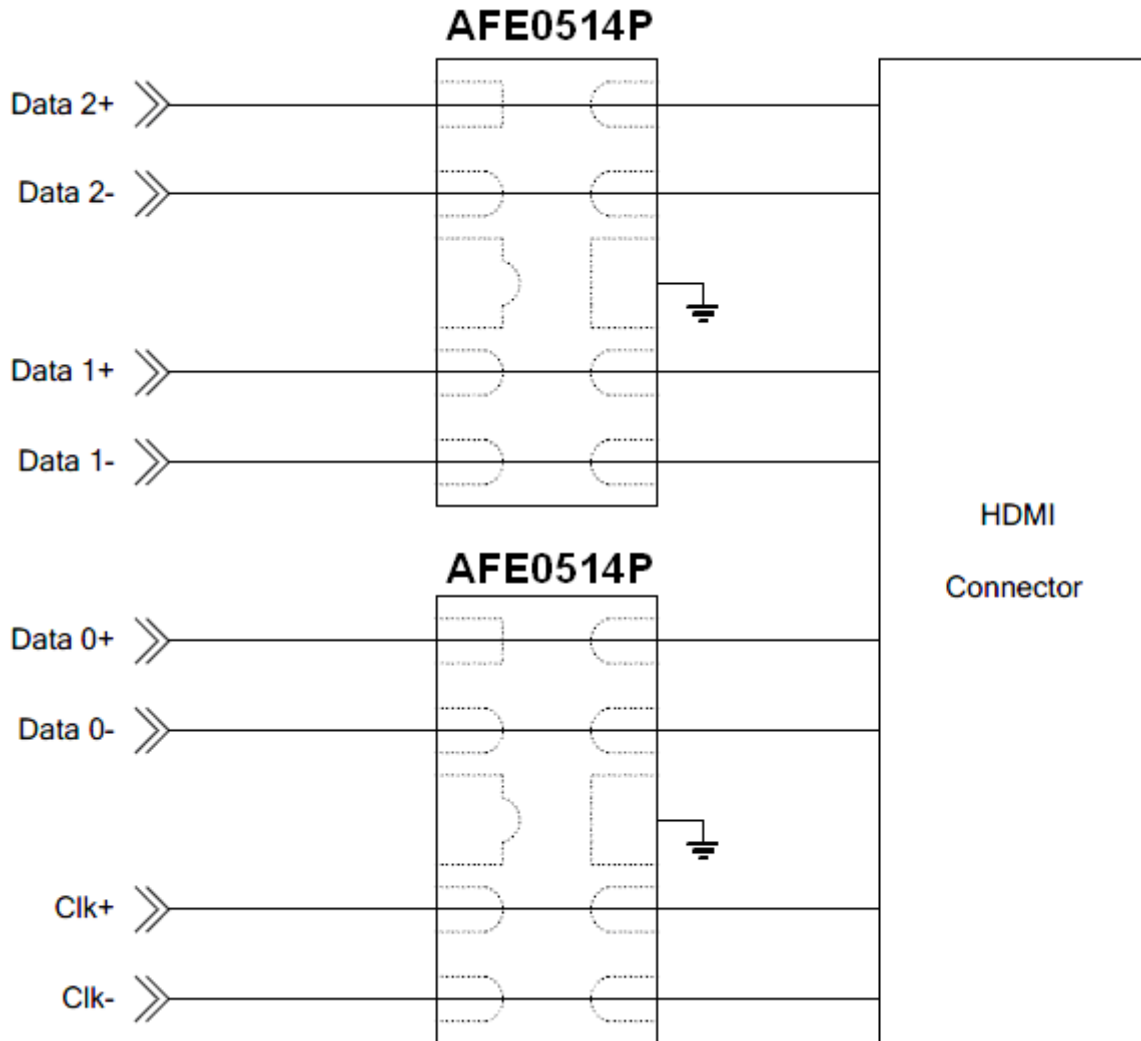 AFE0514P
Data 2+
Data 2-
Data 1+
Data 1-
HDMI
Connector
AFE0514P
Data 0+
Data 0-
Clk+
Clk-